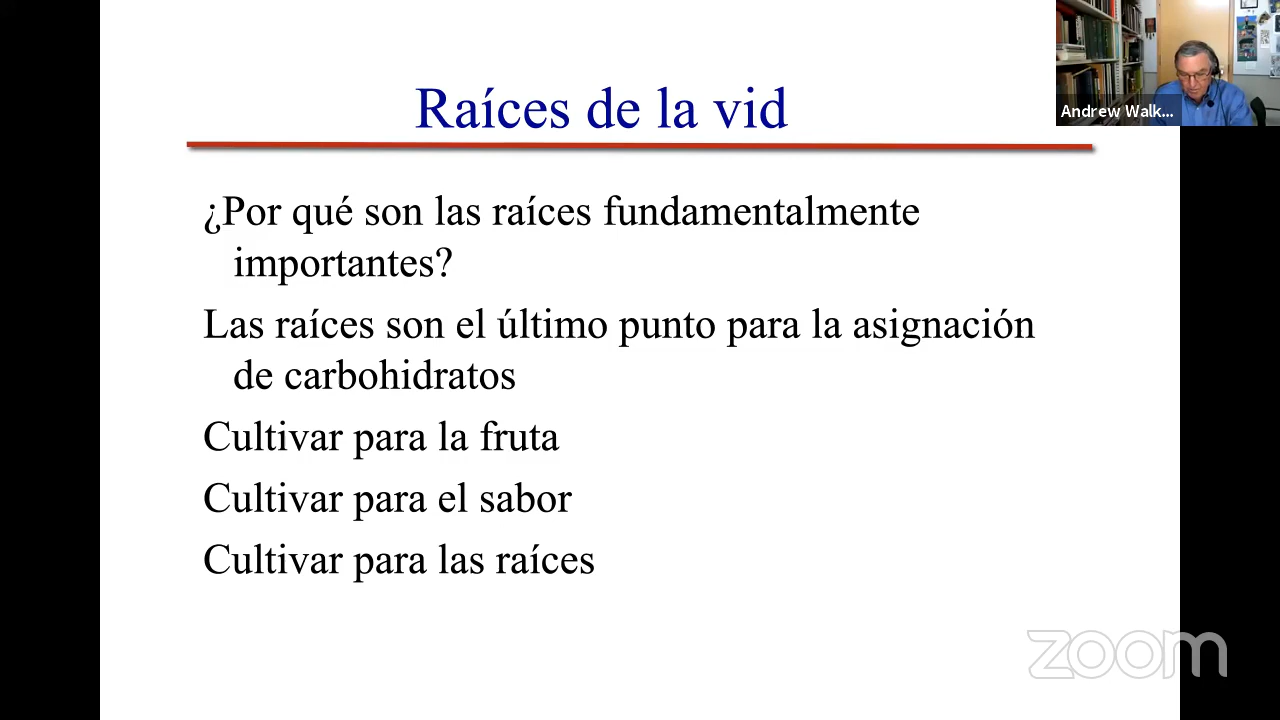 Raíces de la vid
¿Por qué son las raíces fundamentalmente
importantes?
Las raíces son el último punto para la asignación
de carbohidratos
Cultivar para la fruta
Cultivar para el sabor
Cultivar para las raíces
Andrew Walk...
zoom